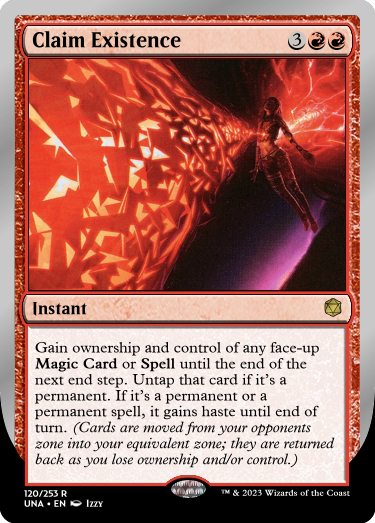 Claim Existence 3
Instant
Gain ownership and control of any face-up
Magic Card or Spell until the end of the
next end step. Untap that card if it's a
permanent. If it's a permanent or a
permanent spell, it gains haste until end of
turn. (Cards are moved from your opponents
zone into your equivalent zone; they are returned
back as you lose ownership and/or control.)
120/253 R
UNA • EN Izzy
™ & 2023 Wizards of the Coast